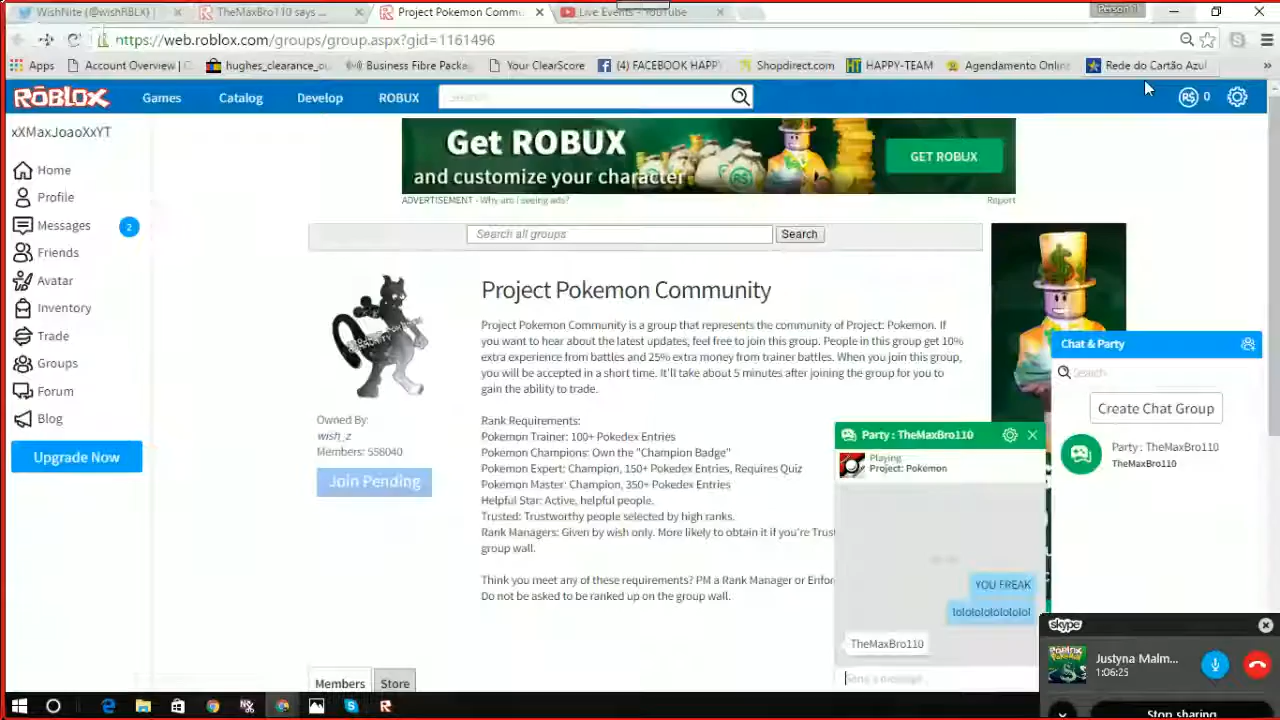 WishNite (@wishRBLX) |
TheMaxBro110 says ...
Project Pokemon Commu
Live Events - YouTube
Person 1
https://web.roblox.com/groups/group.aspx?gid=1161496
Apps
Account Overview | C
hughes_clearance_ou
Business Fibre Packa
Your ClearScore
(4) FACEBOOK HAPPY
Shopdirect.com
HAPPY-TEAM
Agendamento Online
Rede do Cartão Azul
»
ROBLOX
Games
Catalog
Develop
ROBUX
Search
R$ 0
xXMaxJoaoXxYT
Home
Profile
Messages
2
Friends
Avatar
Inventory
Trade
Groups
Forum
Blog
Upgrade Now
Get ROBUX
and customize your character
GET ROBUX
ADVERTISEMENT - Why am I seeing ads?
Report
Search all groups
Search
Project Pokemon Community
Project Pokemon Community is a group that represents the community of Project: Pokemon. If
you want to hear about the latest updates, feel free to join this group. People in this group get 10%
extra experience from battles and 25% extra money from trainer battles. When you join this group,
you will be accepted in a short time. It'll take about 5 minutes after joining the group for you to
gain the ability to trade.
Owned By:
wish_z
Members: 558040
Join Pending
Rank Requirements:
Pokemon Trainer: 100+ Pokedex Entries
Pokemon Champions: Own the "Champion Badge"
Pokemon Expert: Champion, 150+ Pokedex Entries, Requires Quiz
Pokemon Master: Champion, 350+ Pokedex Entries
Helpful Star: Active, helpful people.
Trusted: Trustworthy people selected by high ranks.
Rank Managers: Given by wish only. More likely to obtain it if you're Trus
group wall.
Think you meet any of these requirements? PM a Rank Manager or Enfor
Do not be asked to be ranked up on the group wall.
Members
Store
Chat & Party
Search
Create Chat Group
Party : TheMaxBro110
TheMaxBro110
Party : TheMaxBro110
Playing
Project: Pokemon
YOU FREAK
lolololololololol
TheMaxBro110
Send a message
skype
Justyna Malm...
1:06:25
Stop sharing